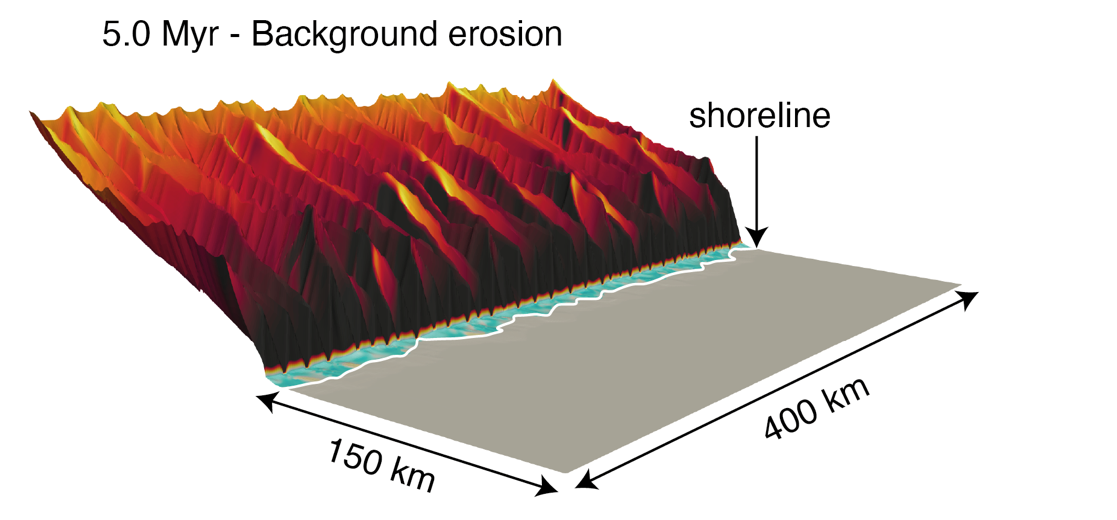 5.0 Myr - Background erosion
shoreline
150 km
400 km